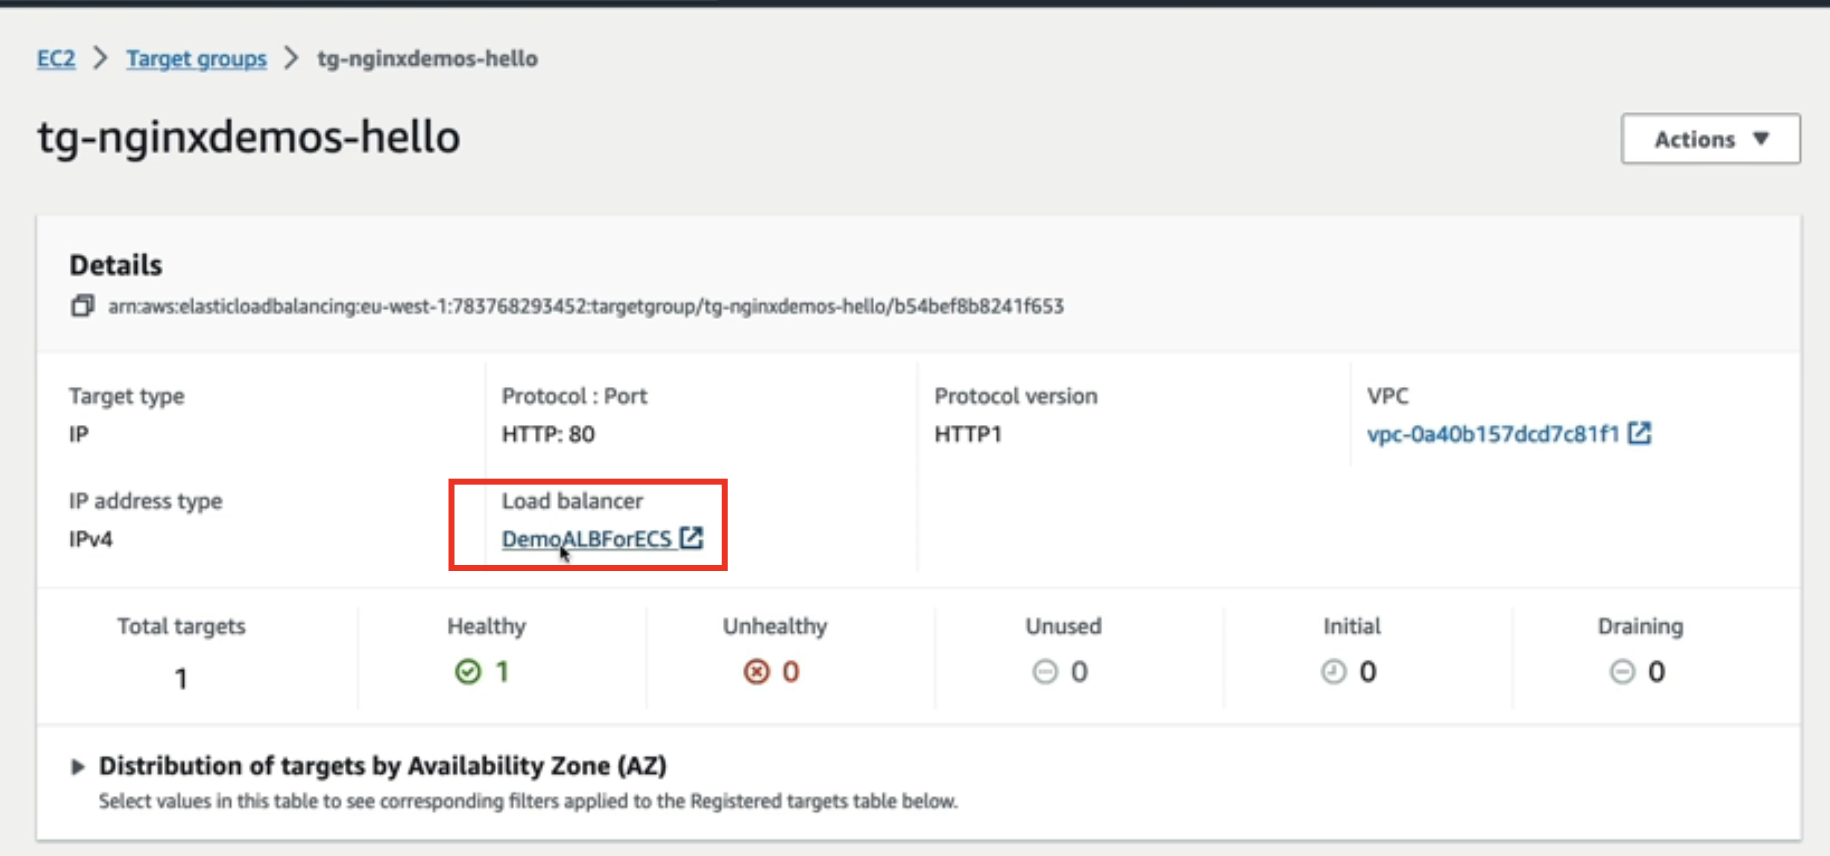 EC2 > Target groups > tg-nginxdemos-hello
tg-nginxdemos-hello
Actions ▼
Details
arn:aws:elasticloadbalancing:eu-west-1:783768293452:targetgroup/tg-nginxdemos-hello/b54bef8b8241f653
Target type
IP
Protocol : Port
HTTP: 80
Protocol version
HTTP1
VPC
vpc-0a40b157dcd7c81f1
IP address type
IPv4
Load balancer
DemoALBForECS
Total targets
1
Healthy
1
Unhealthy
0
Unused
0
Initial
0
Draining
0
Distribution of targets by Availability Zone (AZ)
Select values in this table to see corresponding filters applied to the Registered targets table below.